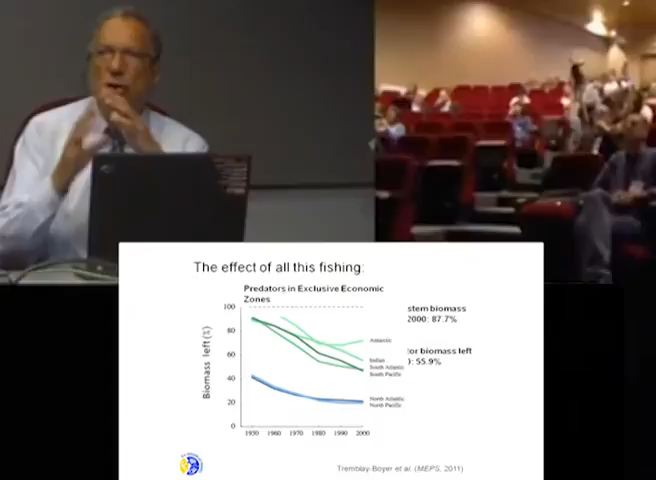 The effect of all this fishing:
Predators in Exclusive Economic
Zones
100
80
60
40
20
0
Biomass left (%)
1950 1960 1970 1980 1990 2000
Antarctic
Indian
South Atlantic
South Pacific
North Atlantic
North Pacific
stem biomass
2000: 87.7%
tor biomass left
): 55.9%
Tremblay-Boyer et al. (MEPS, 2011)